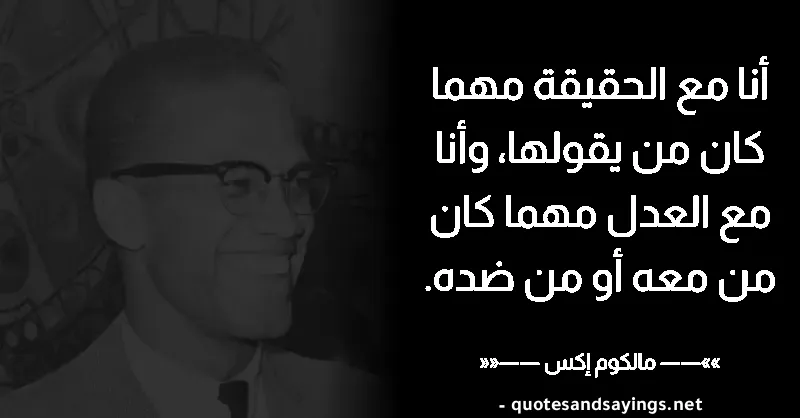 أنا مع الحقيقة مهما
كان من يقولها، وأنا
مع العدل مهما كان
من معه أو من ضده.
»—— مالكوم إكس ——»«
- quotesandsayings.net